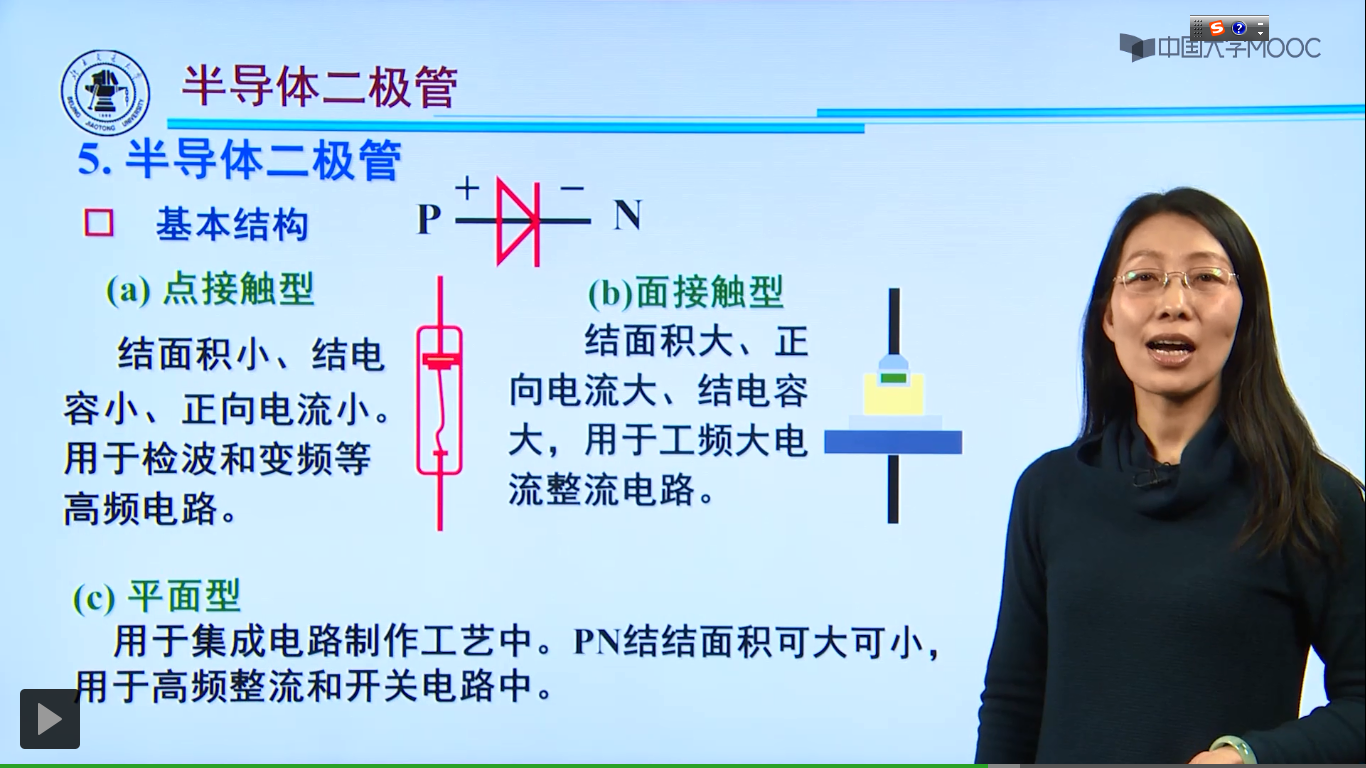 中国大学MOOC
半导体二极管
BEIJING JIAOTONG UNIVERSITY
5. 半导体二极管
+ −
P N
基本结构
(a) 点接触型
结面积小、结电
容小、正向电流小。
用于检波和变频等
高频电路。
(b)面接触型
结面积大、正
向电流大、结电容
大，用于工频大电
流整流电路。
(c) 平面型
用于集成电路制作工艺中。PN结结面积可大可小，
用于高频整流和开关电路中。